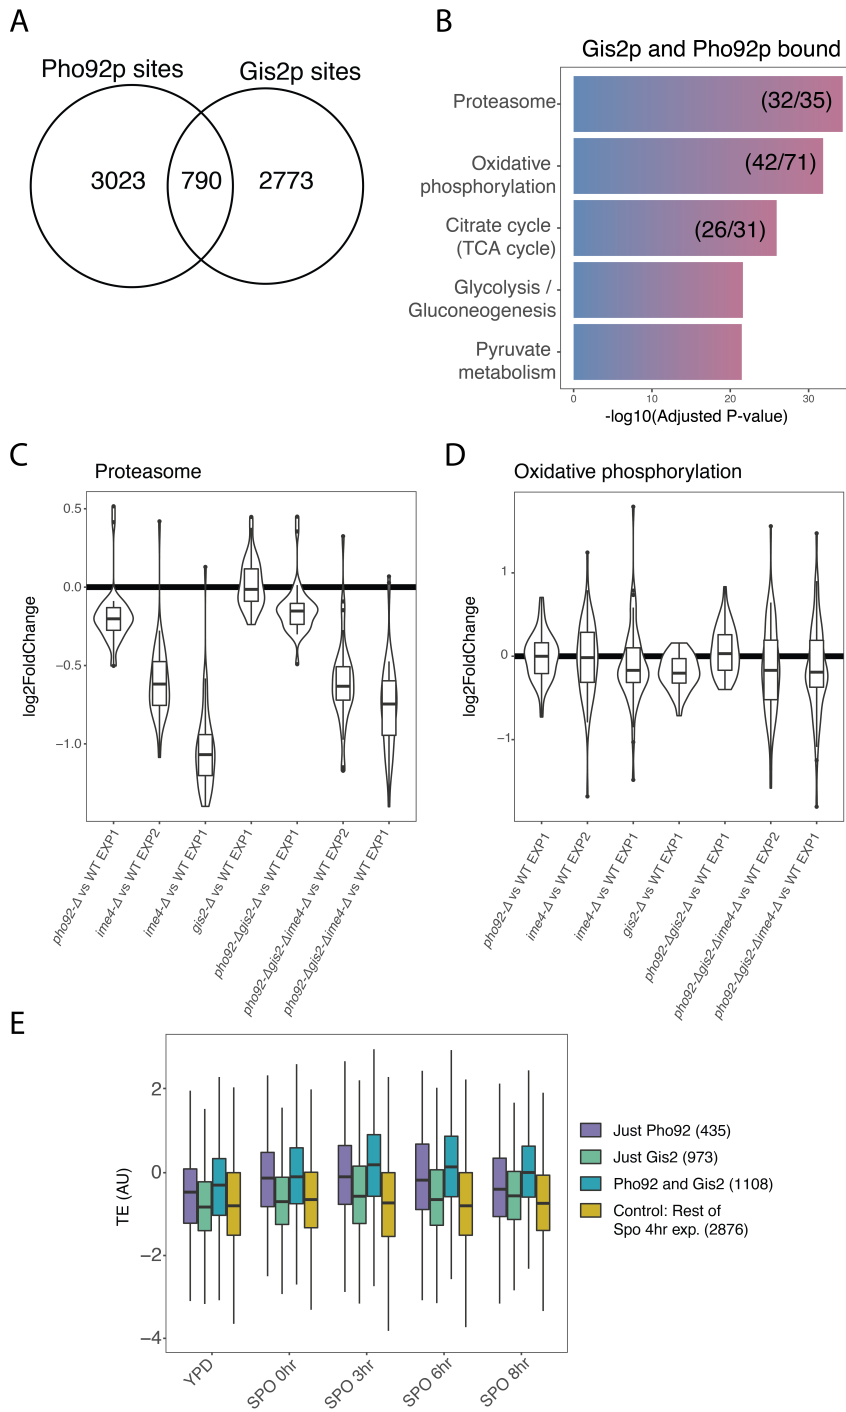 A
Pho92p sites
Gis2p sites
3023
790
2773
B
Gis2p and Pho92p bound
Proteasome
(32/35)
Oxidative
phosphorylation
(42/71)
Citrate cycle
(TCA cycle)
(26/31)
Glycolysis /
Gluconeogenesis
Pyruvate
metabolism
0
10
20
30
-log10(Adjusted P-value)
C
Proteasome
log2FoldChange
0.5
0.0
−0.5
−1.0
pho92-Δ vs WT EXP1
ime4-Δ vs WT EXP2
ime4-Δ vs WT EXP1
gis2-Δ vs WT EXP1
pho92-Δgis2-Δ vs WT EXP1
pho92-Δgis2-Δime4-Δ vs WT EXP2
pho92-Δgis2-Δime4-Δ vs WT EXP1
D
Oxidative phosphorylation
log2FoldChange
1
0
−1
pho92-Δ vs WT EXP1
ime4-Δ vs WT EXP2
ime4-Δ vs WT EXP1
gis2-Δ vs WT EXP1
pho92-Δgis2-Δ vs WT EXP1
pho92-Δgis2-Δime4-Δ vs WT EXP2
pho92-Δgis2-Δime4-Δ vs WT EXP1
E
TE (AU)
2
0
−2
−4
YPD
SPO 0hr
SPO 3hr
SPO 6hr
SPO 8hr
Just Pho92 (435)
Just Gis2 (973)
Pho92 and Gis2 (1108)
Control: Rest of
Spo 4hr exp. (2876)